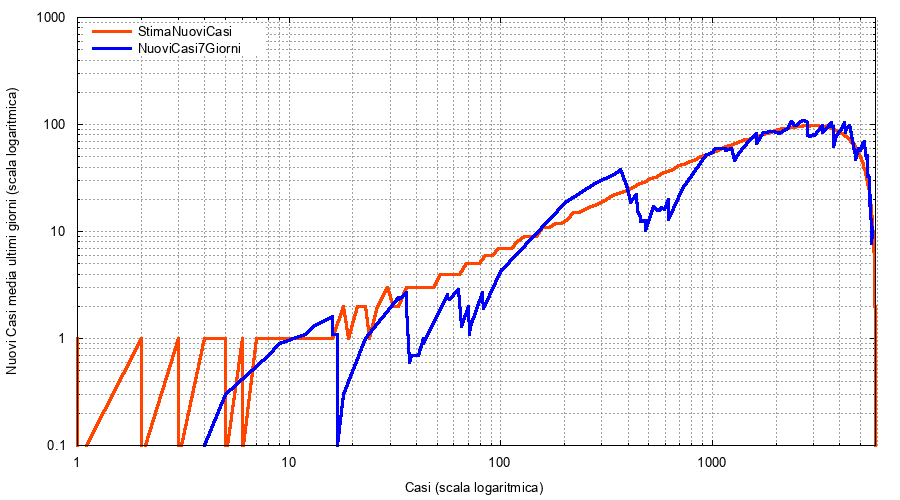 1000
100
10
1
0.1
Nuovi Casi media ultimi giorni (scala logaritmica)
StimaNuoviCasi
NuoviCasi7Giorni
1
10
100
1000
Casi (scala logaritmica)